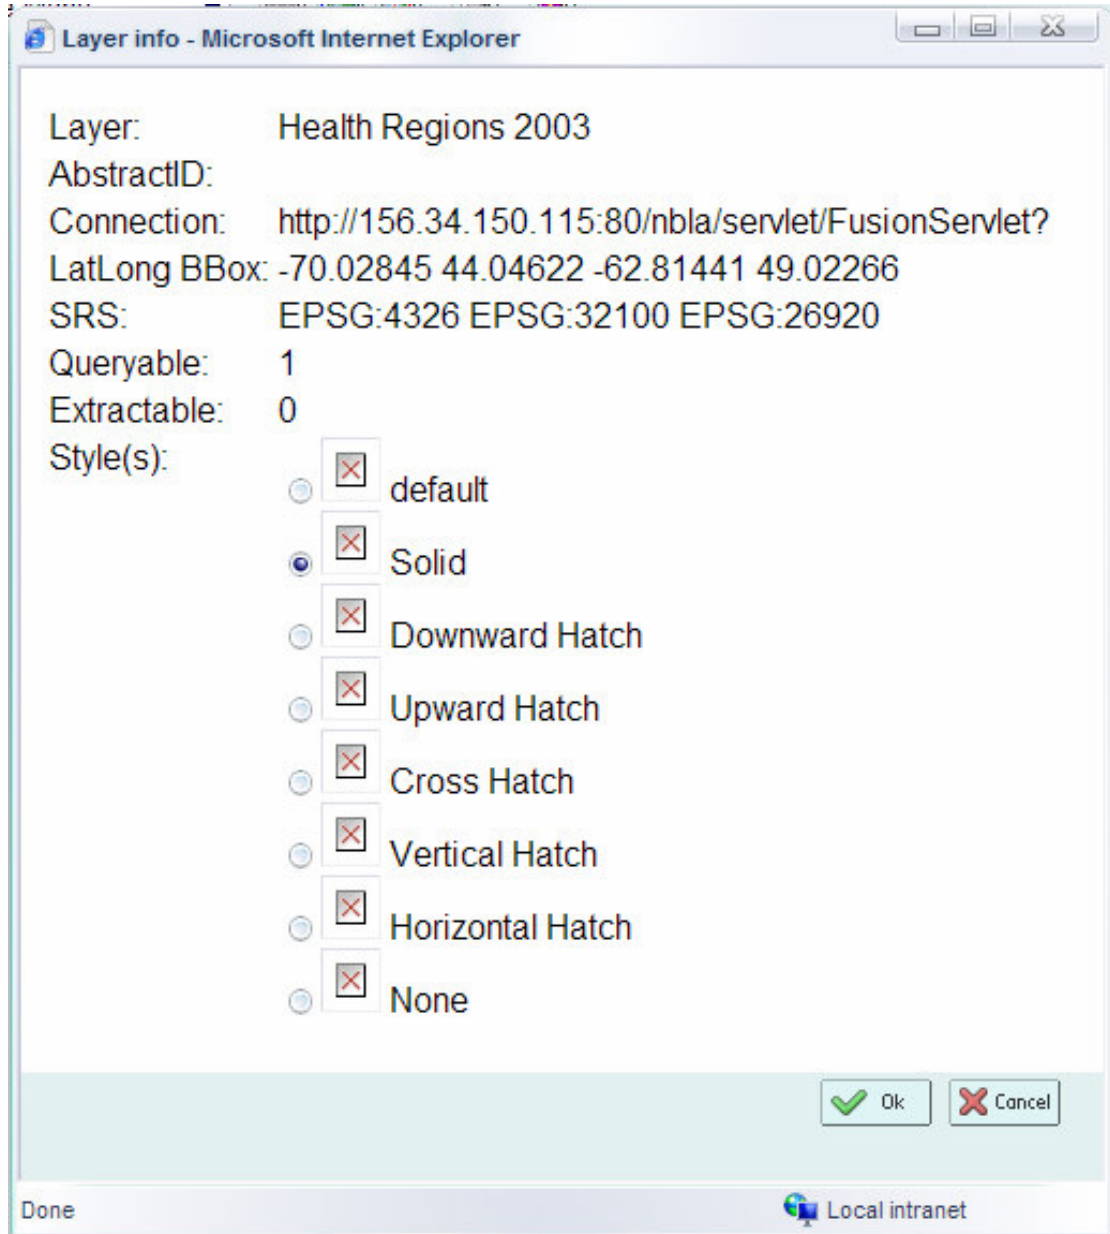 Layer info - Microsoft Internet Explorer
Layer: Health Regions 2003
AbstractID:
Connection: http://156.34.150.115:80/nbla/servlet/FusionServlet?
LatLong BBox: -70.02845 44.04622 -62.81441 49.02266
SRS: EPSG:4326 EPSG:32100 EPSG:26920
Queryable: 1
Extractable: 0
Style(s):
default
Solid
Downward Hatch
Upward Hatch
Cross Hatch
Vertical Hatch
Horizontal Hatch
None
Ok Cancel
Done Local intranet